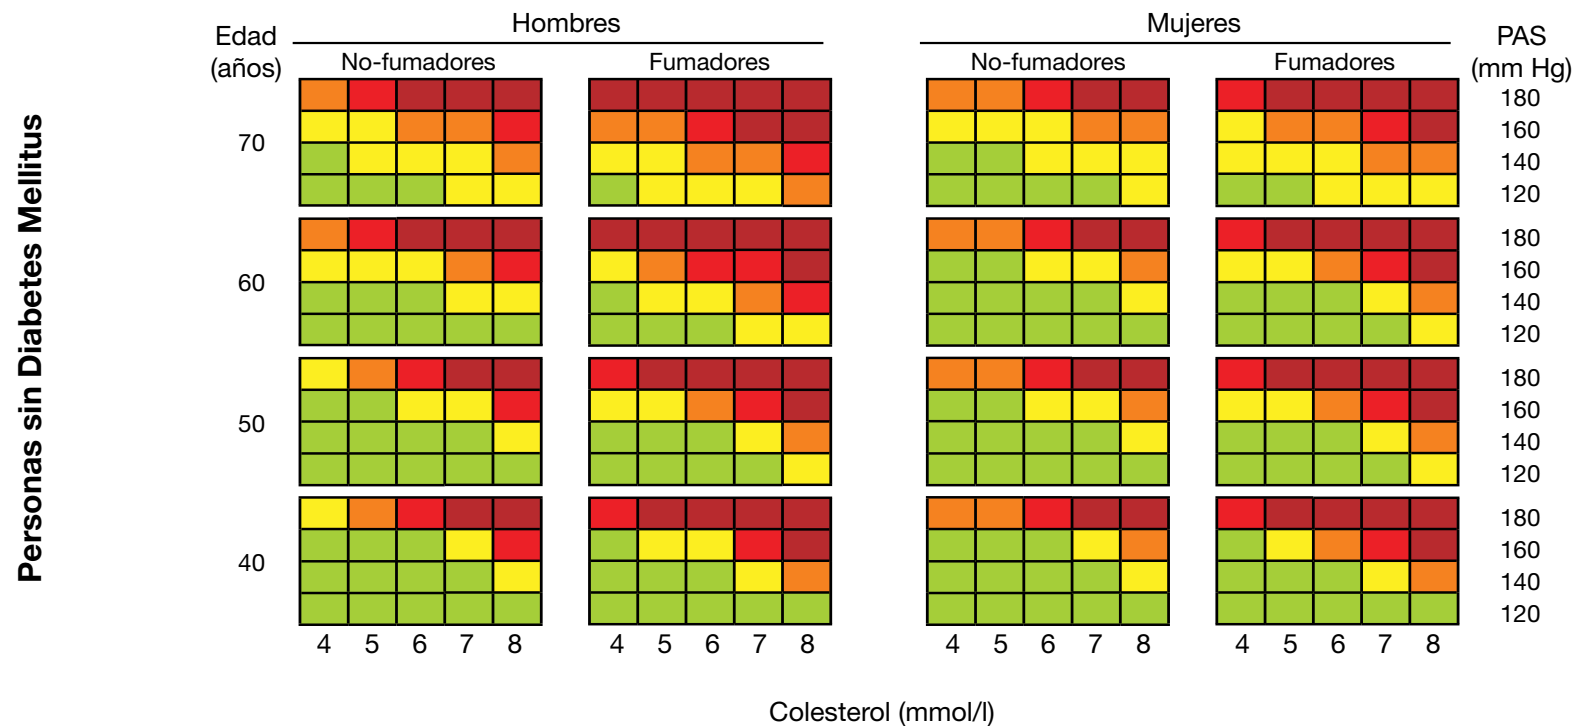 Personas sin Diabetes Mellitus
Edad
(años)
Hombres
Mujeres
PAS
(mm Hg)
No-fumadores
Fumadores
No-fumadores
Fumadores
70
180
160
140
120
60
180
160
140
120
50
180
160
140
120
40
180
160
140
120
4 5 6 7 8
4 5 6 7 8
4 5 6 7 8
4 5 6 7 8
Colesterol (mmol/l)